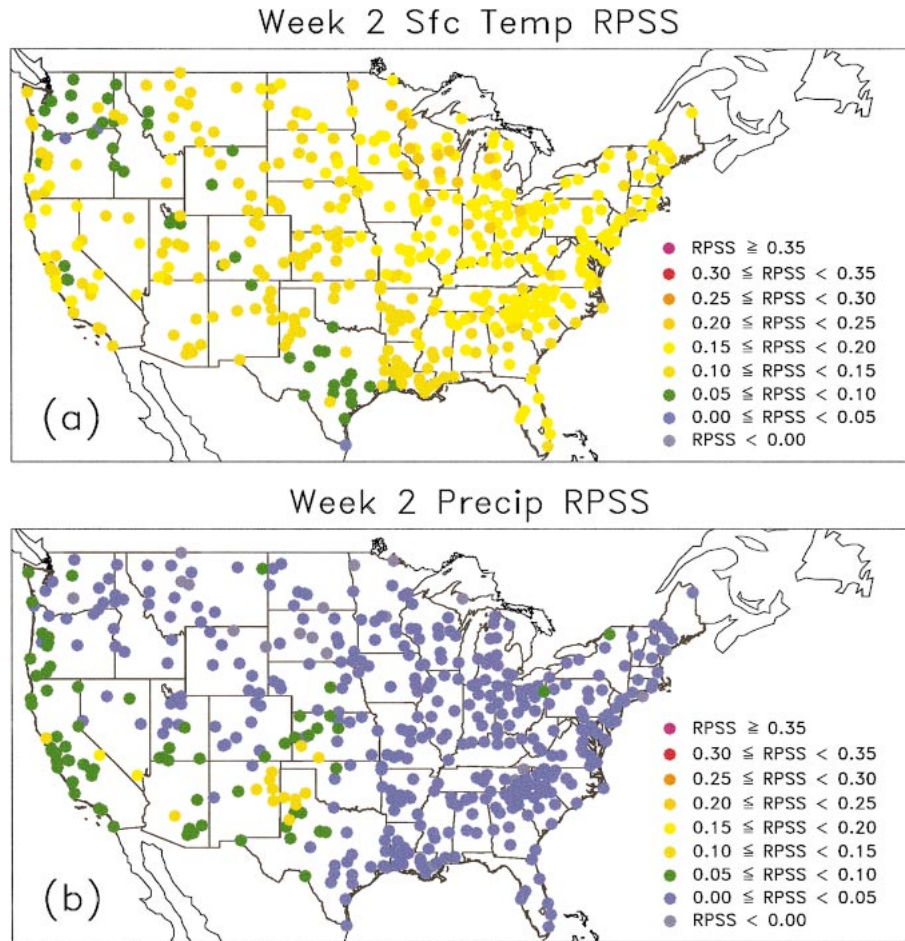 Week 2 Sfc Temp RPSS
RPSS ≧ 0.35
0.30 ≦ RPSS < 0.35
0.25 ≦ RPSS < 0.30
0.20 ≦ RPSS < 0.25
0.15 ≦ RPSS < 0.20
0.10 ≦ RPSS < 0.15
0.05 ≦ RPSS < 0.10
0.00 ≦ RPSS < 0.05
RPSS < 0.00
(a)
Week 2 Precip RPSS
RPSS ≧ 0.35
0.30 ≦ RPSS < 0.35
0.25 ≦ RPSS < 0.30
0.20 ≦ RPSS < 0.25
0.15 ≦ RPSS < 0.20
0.10 ≦ RPSS < 0.15
0.05 ≦ RPSS < 0.10
0.00 ≦ RPSS < 0.05
RPSS < 0.00
(b)